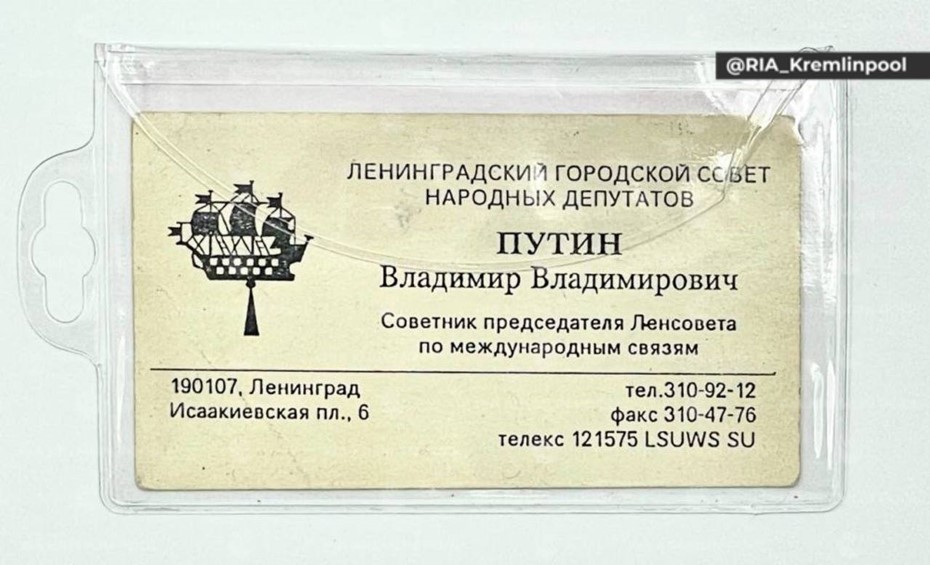 @RIA_Kremlinpool
ЛЕНИНГРАДСКИЙ ГОРОДСКОЙ СОВЕТ
НАРОДНЫХ ДЕПУТАТОВ
ПУТИН
Владимир Владимирович
Советник председателя Ленсовета
по международным связям
190107, Ленинград
Исаакиевская пл., 6
тел.310-92-12
факс 310-47-76
телекс 121575 LSUWS SU